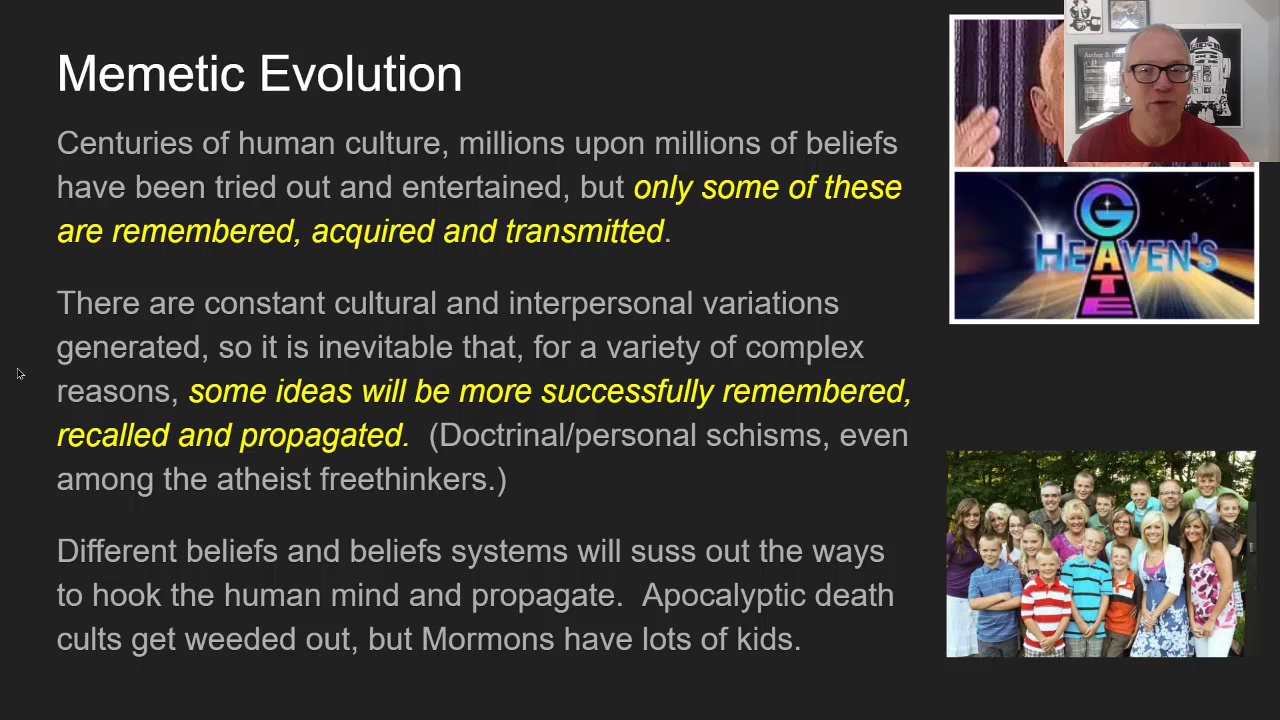 Memetic Evolution
Centuries of human culture, millions upon millions of beliefs
have been tried out and entertained, but only some of these
are remembered, acquired and transmitted.
There are constant cultural and interpersonal variations
generated, so it is inevitable that, for a variety of complex
reasons, some ideas will be more successfully remembered,
recalled and propagated.  (Doctrinal/personal schisms, even
among the atheist freethinkers.)
Different beliefs and beliefs systems will suss out the ways
to hook the human mind and propagate.  Apocalyptic death
cults get weeded out, but Mormons have lots of kids.
HEAVEN'S
GATE